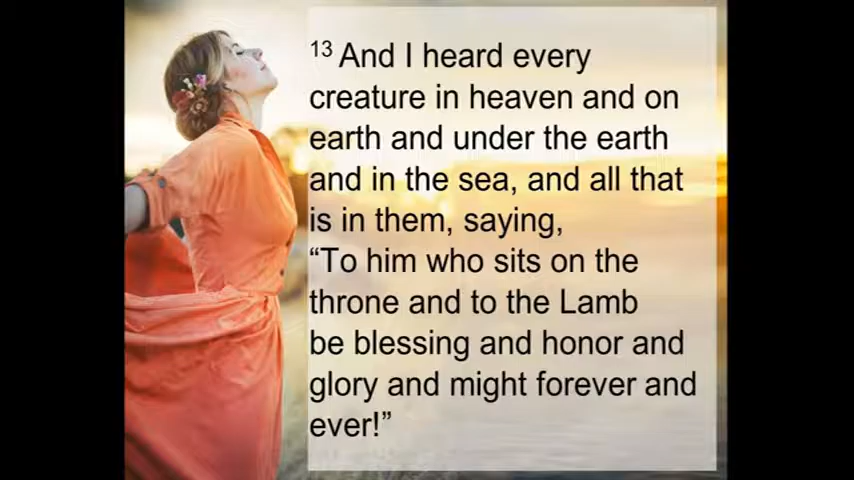 13 And I heard every
creature in heaven and on
earth and under the earth
and in the sea, and all that
is in them, saying,
“To him who sits on the
throne and to the Lamb
be blessing and honor and
glory and might forever and
ever!”